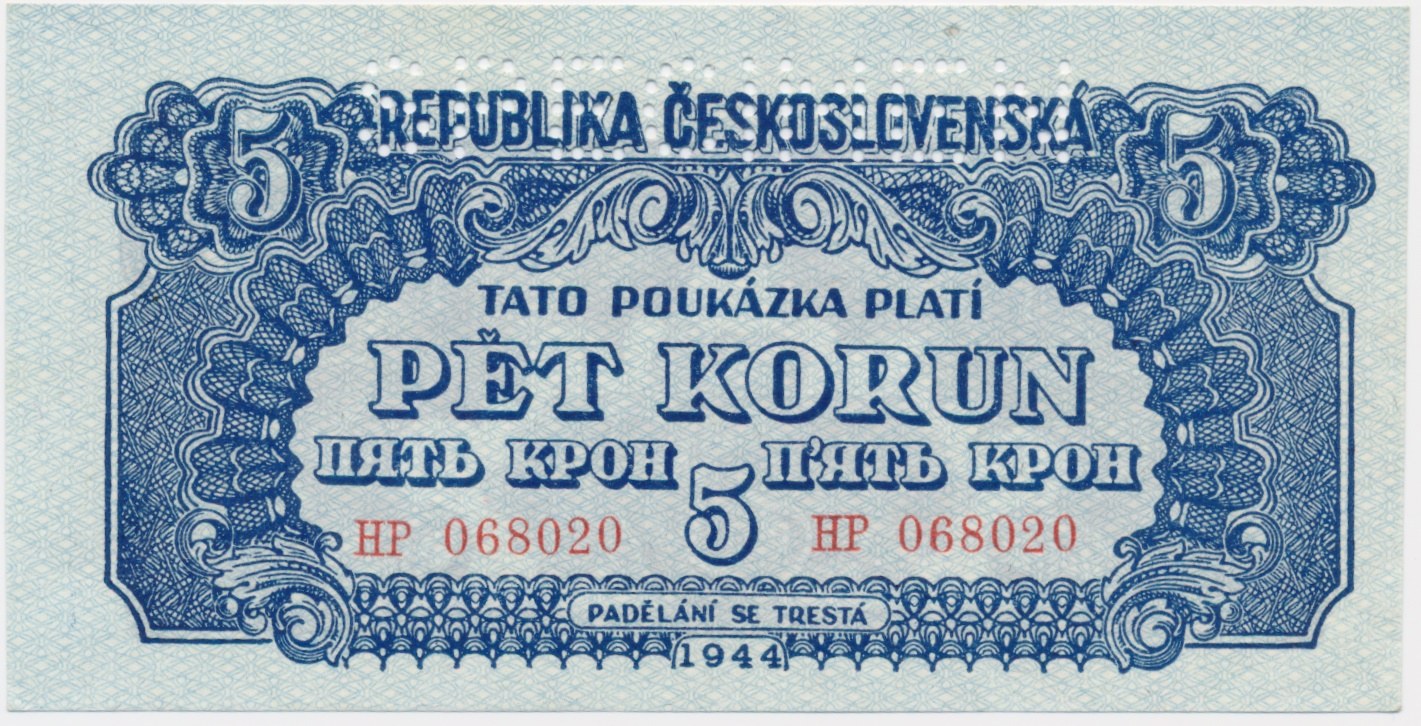 SPECIMEN
5 REPUBLIKA ČESKOSLOVENSKÁ 5
TATO POUKÁZKA PLATÍ
PĚT KORUN
ПЯТЬ КРОН 5 П'ЯТЬ КРОН
HP 068020 HP 068020
PADĚLÁNÍ SE TRESTÁ
1944